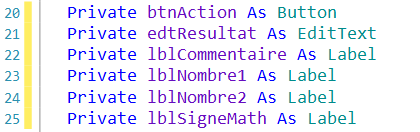 20 Private btnAction As Button
21 Private edtResultat As EditText
22 Private lblCommentaire As Label
23 Private lblNombre1 As Label
24 Private lblNombre2 As Label
25 Private lblSigneMath As Label